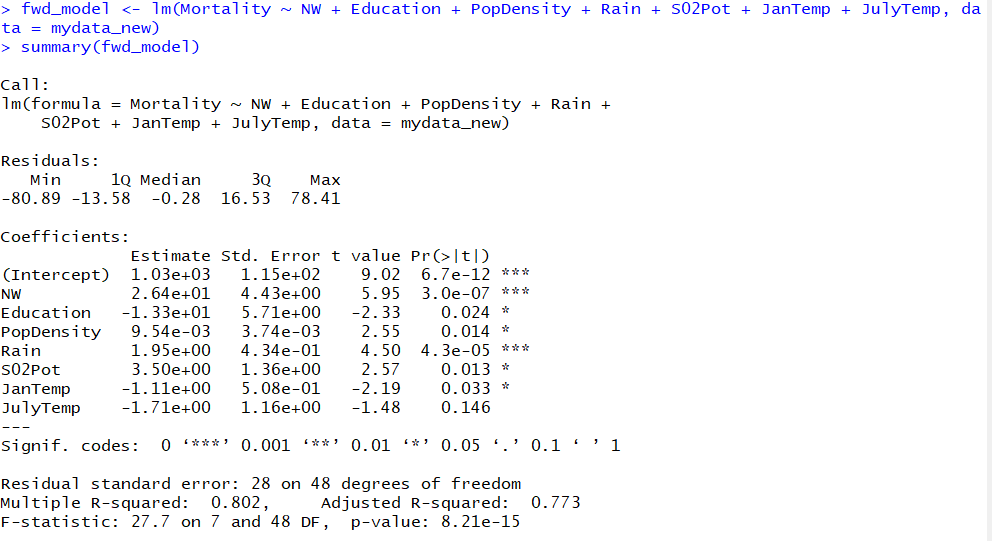 > fwd_model <- lm(Mortality ~ NW + Education + PopDensity + Rain + SO2Pot + JanTemp + JulyTemp, da
ta = mydata_new)
> summary(fwd_model)
Call:
lm(formula = Mortality ~ NW + Education + PopDensity + Rain +
    SO2Pot + JanTemp + JulyTemp, data = mydata_new)
Residuals:
   Min     1Q Median     3Q    Max
-80.89 -13.58  -0.28  16.53  78.41
Coefficients:
             Estimate Std. Error t value Pr(>|t|)
(Intercept)  1.03e+03   1.15e+02    9.02  6.7e-12 ***
NW           2.64e+01   4.43e+00    5.95  3.0e-07 ***
Education   -1.33e+01   5.71e+00   -2.33    0.024 *
PopDensity   9.54e-03   3.74e-03    2.55    0.014 *
Rain         1.95e+00   4.34e-01    4.50  4.3e-05 ***
SO2Pot       3.50e+00   1.36e+00    2.57    0.013 *
JanTemp     -1.11e+00   5.08e-01   -2.19    0.033 *
JulyTemp    -1.71e+00   1.16e+00   -1.48    0.146
---
Signif. codes:  0 ‘***’ 0.001 ‘**’ 0.01 ‘*’ 0.05 ‘.’ 0.1 ‘ ’ 1
Residual standard error: 28 on 48 degrees of freedom
Multiple R-squared:  0.802,     Adjusted R-squared:  0.773
F-statistic: 27.7 on 7 and 48 DF,  p-value: 8.21e-15